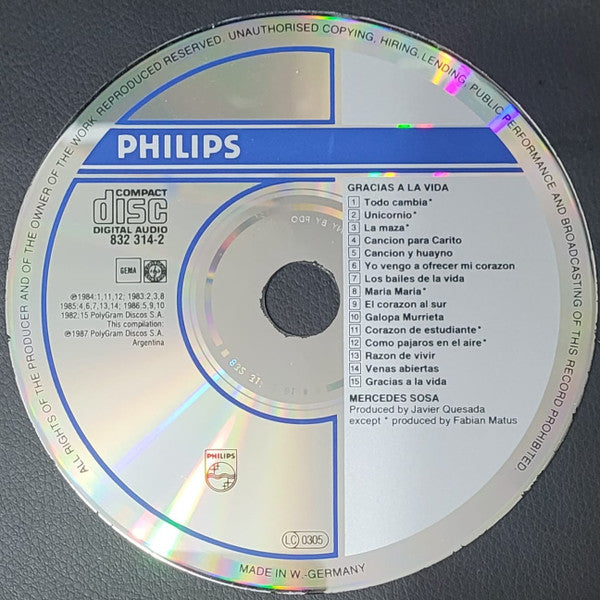 ALL RIGHTS OF THE PRODUCER AND OF THE OWNER OF THE WORK REPRODUCED RESERVED. UNAUTHORISED COPYING, HIRING, LENDING, PUBLIC PERFORMANCE AND BROADCASTING OF THIS RECORD PROHIBITED.
PHILIPS
COMPACT
disc
DIGITAL AUDIO
832 314-2
GEMA
℗1984:1,11,12; 1983:2,3,8
1985:4,6,7,13,14; 1986:5,9,10
1982:15 PolyGram Discos S.A.
This compilation:
℗1987 PolyGram Discos S.A.
Argentina
GRACIAS A LA VIDA
1 Todo cambia*
2 Unicornio*
3 La maza*
4 Cancion para Carito
5 Cancion y huayno
6 Yo vengo a ofrecer mi corazon
7 Los bailes de la vida
8 Maria Maria*
9 El corazon al sur
10 Galopa Murrieta
11 Corazon de estudiante*
12 Como pajaros en el aire*
13 Razon de vivir
14 Venas abiertas
15 Gracias a la vida
MERCEDES SOSA
Produced by Javier Quesada
except * produced by Fabian Matus
PHILIPS
LC 0305
MADE IN W.-GERMANY